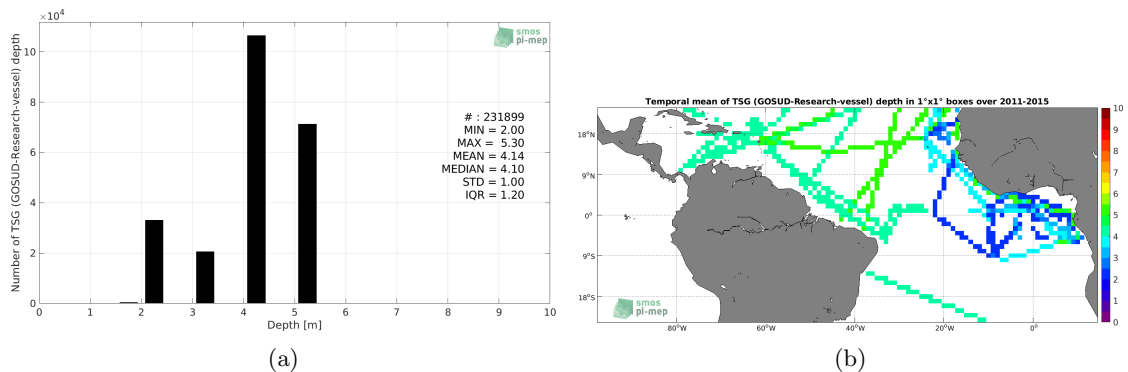 ×10⁴
10
8
6
4
2
0
Number of TSG (GOSUD-Research-vessel) depth
smos
pi-mep
# : 231899
MIN = 2.00
MAX = 5.30
MEAN = 4.14
MEDIAN = 4.10
STD = 1.00
IQR = 1.20
0 1 2 3 4 5 6 7 8 9 10
Depth [m]
(a)
Temporal mean of TSG (GOSUD-Research-vessel) depth in 1°x1° boxes over 2011-2015
18°N
9°N
0°
9°S
18°S
smos
pi-mep
80°W 60°W 40°W 20°W 0°
10
9
8
7
6
5
4
3
2
1
0
(b)